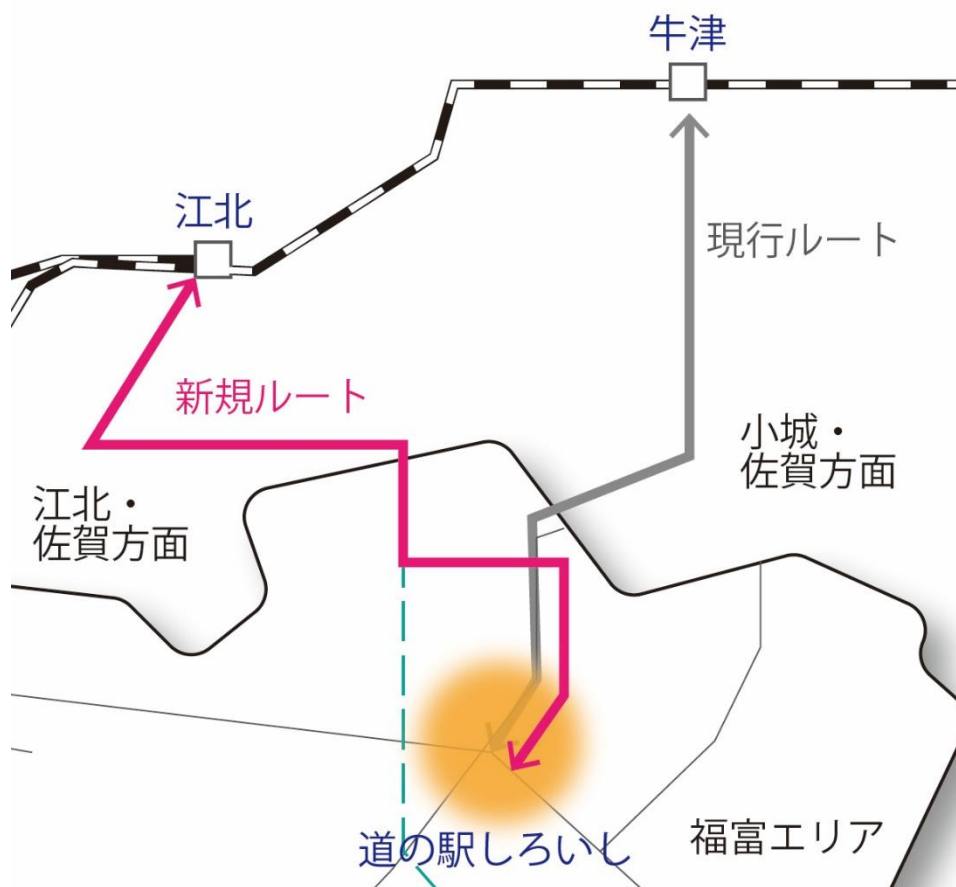 牛津
江北
現行ルート
新規ルート
小城・
佐賀方面
江北・
佐賀方面
道の駅しろいし
福富エリア